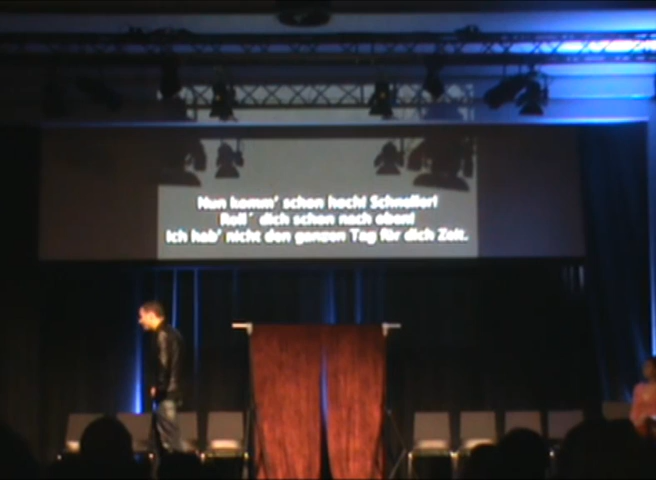 Nun komm' schon hoch! Schneller!
Roll' dich schon nach oben!
Ich hab' nicht den ganzen Tag für dich Zeit.